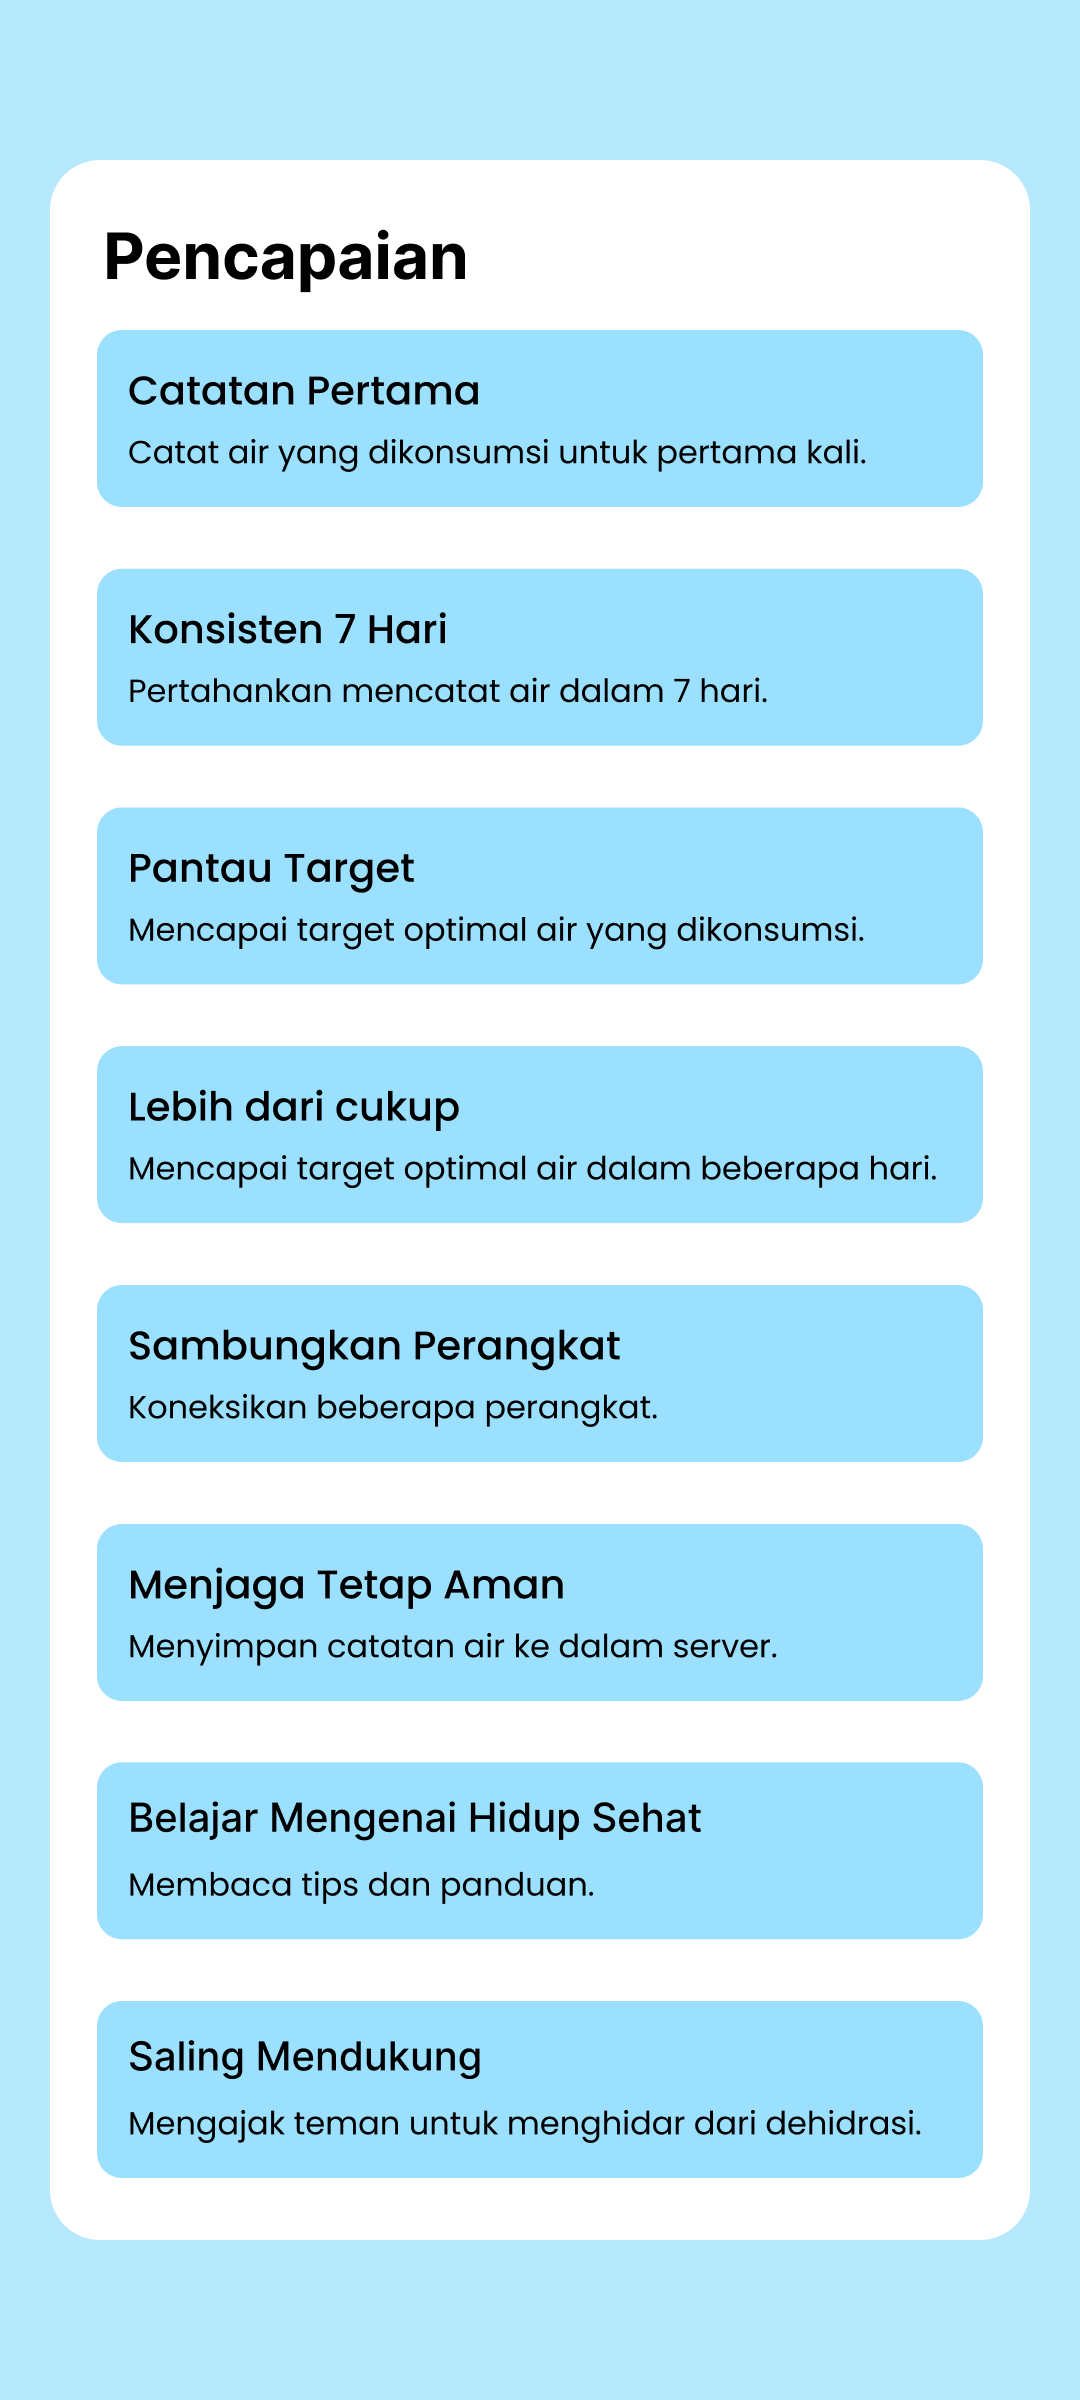 Pencapaian
Catatan Pertama
Catat air yang dikonsumsi untuk pertama kali.
Konsisten 7 Hari
Pertahankan mencatat air dalam 7 hari.
Pantau Target
Mencapai target optimal air yang dikonsumsi.
Lebih dari cukup
Mencapai target optimal air dalam beberapa hari.
Sambungkan Perangkat
Koneksikan beberapa perangkat.
Menjaga Tetap Aman
Menyimpan catatan air ke dalam server.
Belajar Mengenai Hidup Sehat
Membaca tips dan panduan.
Saling Mendukung
Mengajak teman untuk menghidar dari dehidrasi.